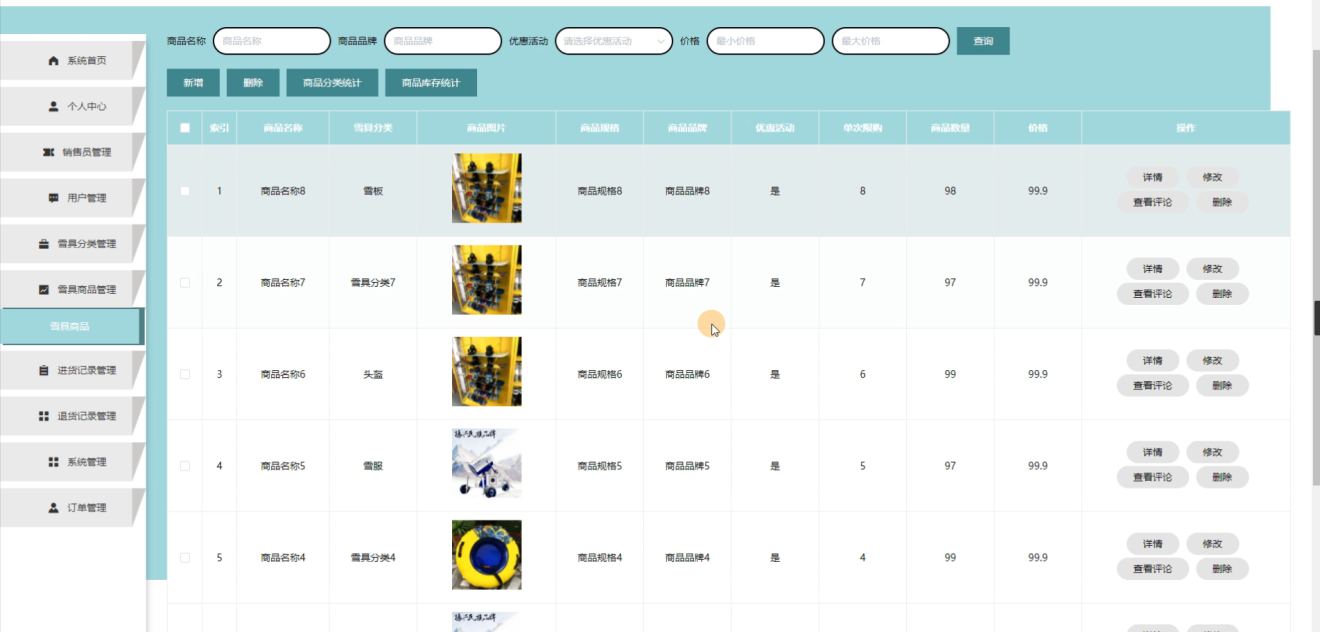 商品名称 商品名称 商品品牌 商品品牌 优惠活动 请选择优惠活动 价格 最小价格 最大价格 查询
新增 删除 商品分类统计 商品库存统计
系统首页
个人中心
销售员管理
用户管理
雪具分类管理
雪具商品管理
雪具商品
进货记录管理
退货记录管理
系统管理
订单管理
索引 商品名称 雪具分类 商品图片 商品规格 商品品牌 优惠活动 单次限购 商品数量 价格 操作
1 商品名称8 雪板 商品规格8 商品品牌8 是 8 98 99.9 详情 修改
查看评论 删除
2 商品名称7 雪具分类7 商品规格7 商品品牌7 是 7 97 99.9 详情 修改
查看评论 删除
3 商品名称6 头盔 商品规格6 商品品牌6 是 6 99 99.9 详情 修改
查看评论 删除
4 商品名称5 雪服 商品规格5 商品品牌5 是 5 97 99.9 详情 修改
查看评论 删除
5 商品名称4 雪具分类4 商品规格4 商品品牌4 是 4 99 99.9 详情 修改
查看评论 删除